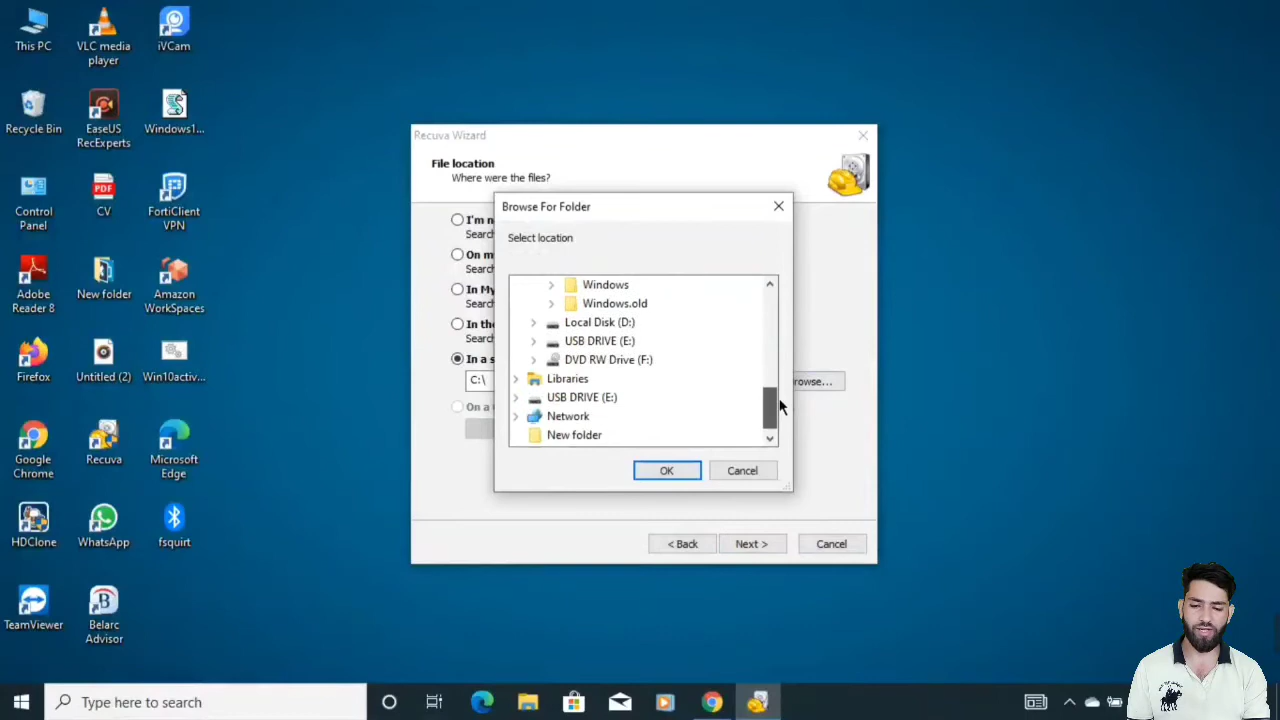 This PC
VLC media
player
iVCam
Recycle Bin
EaseUS
RecExperts
Windows1...
Control
Panel
PDF
CV
FortiClient
VPN
Adobe
Reader 8
New folder
Amazon
WorkSpaces
Firefox
Untitled (2)
Win10activ...
Google
Chrome
Recuva
Microsoft
Edge
HDClone
WhatsApp
fsquirt
TeamViewer
Belarc
Advisor
Recuva Wizard
File location
Where were the files?
I'm n
Search
On m
Search
In My
Search
In the
Search
In a s
C:\
rowse...
On a
Browse For Folder
Select location
Windows
Windows.old
Local Disk (D:)
USB DRIVE (E:)
DVD RW Drive (F:)
Libraries
USB DRIVE (E:)
Network
New folder
OK
Cancel
< Back
Next >
Cancel
Type here to search